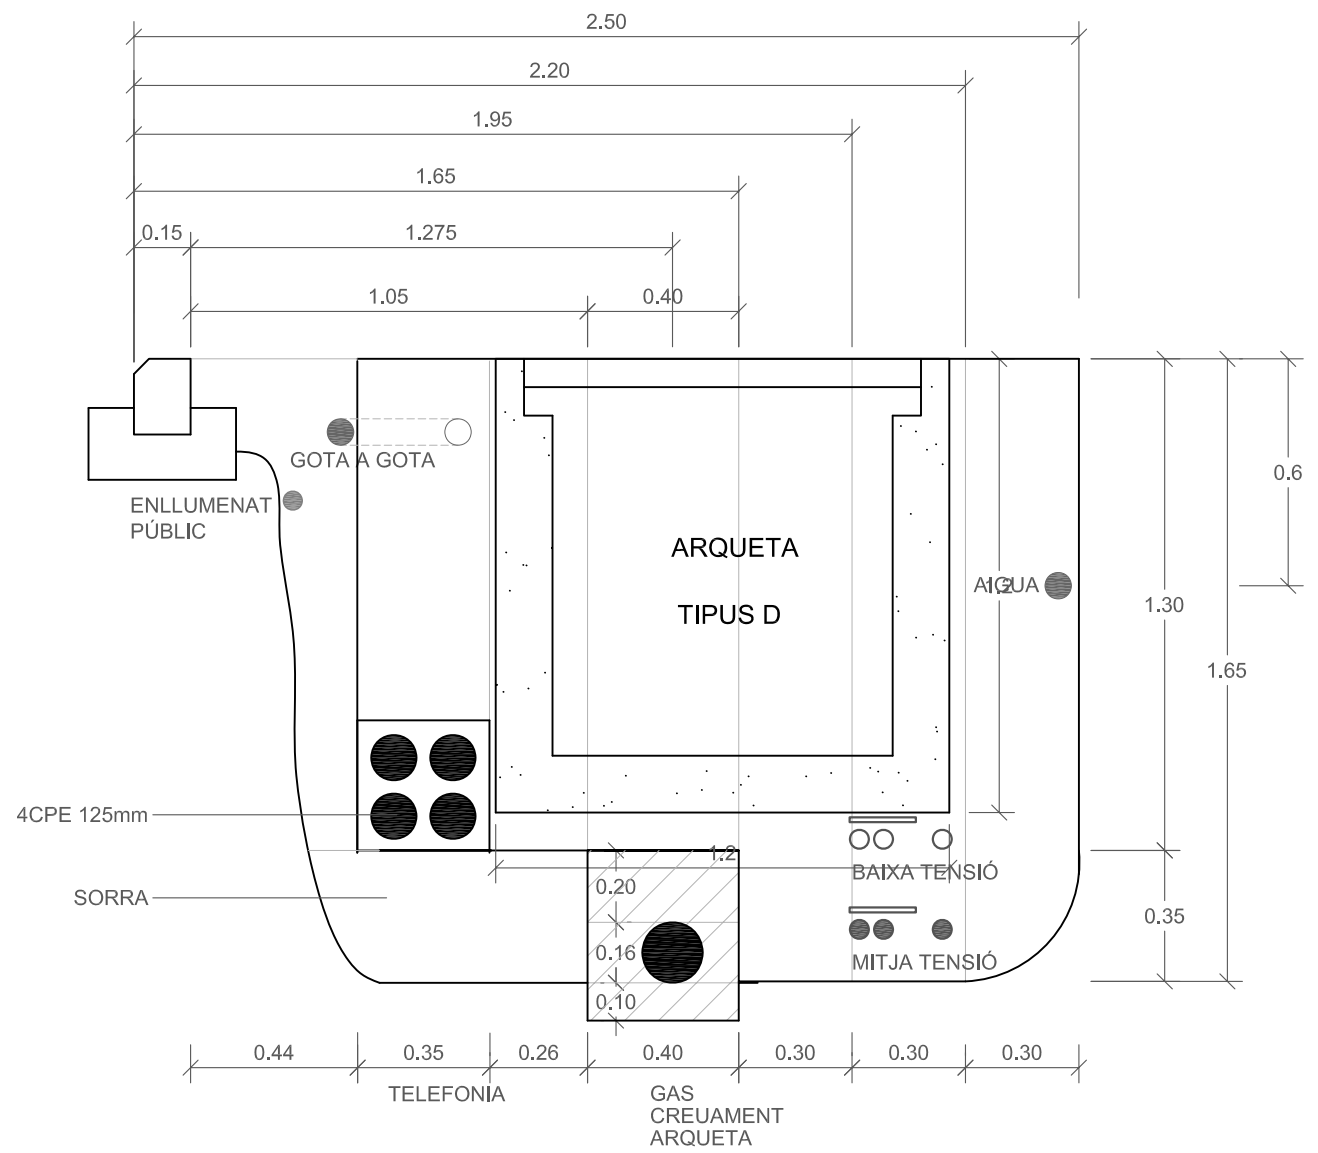 2.50
2.20
1.95
1.65
0.15
1.275
1.05
0.40
GOTA A GOTA
0.6
ENLLUMENAT
PÚBLIC
ARQUETA
AIGUA
1.2
1.30
TIPUS D
1.65
4CPE 125mm
1.2
BAIXA TENSIÓ
0.20
SORRA
0.35
0.16
MITJA TENSIÓ
0.10
0.44
0.35
0.26
0.40
0.30
0.30
0.30
TELEFONIA
GAS
CREUAMENT
ARQUETA